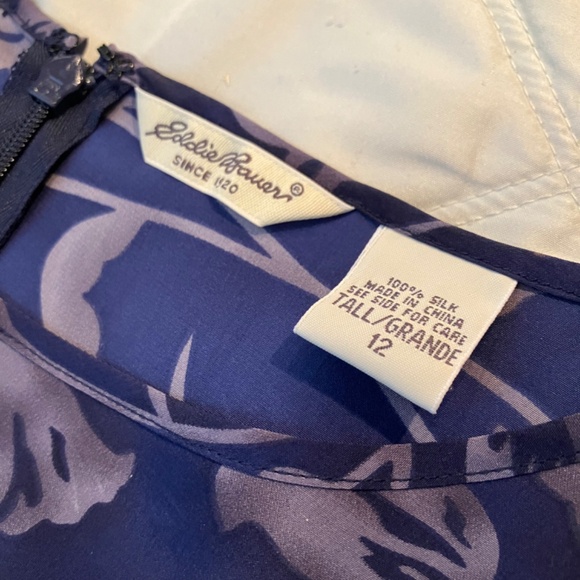 Eddie Bauer®
SINCE 1920
100% SILK
MADE IN CHINA
SEE SIDE FOR CARE
TALL/GRANDE
12